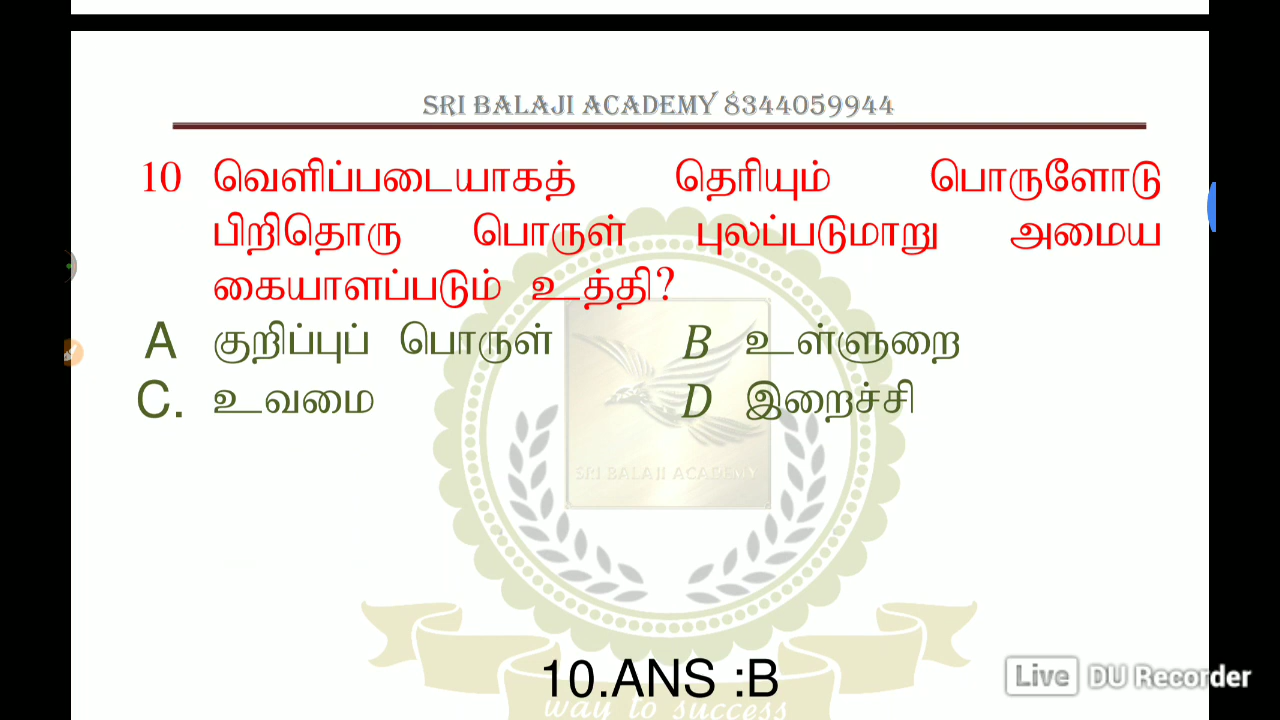 SRI BALAJI ACADEMY 8344059944
10 வெளிப்படையாகத் தெரியும் பொருளோடு
பிறிதொரு பொருள் புலப்படுமாறு அமைய
கையாளப்படும் உத்தி?
A குறிப்புப் பொருள் B உள்ளுறை
C. உவமை D இறைச்சி
SRI BALAJI ACADEMY
10.ANS :B
way to success
Live DU Recorder